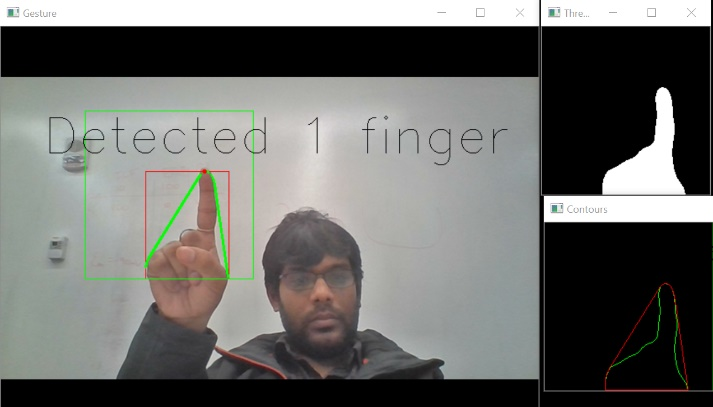 Gesture
Thre...
Detected 1 finger
Contours